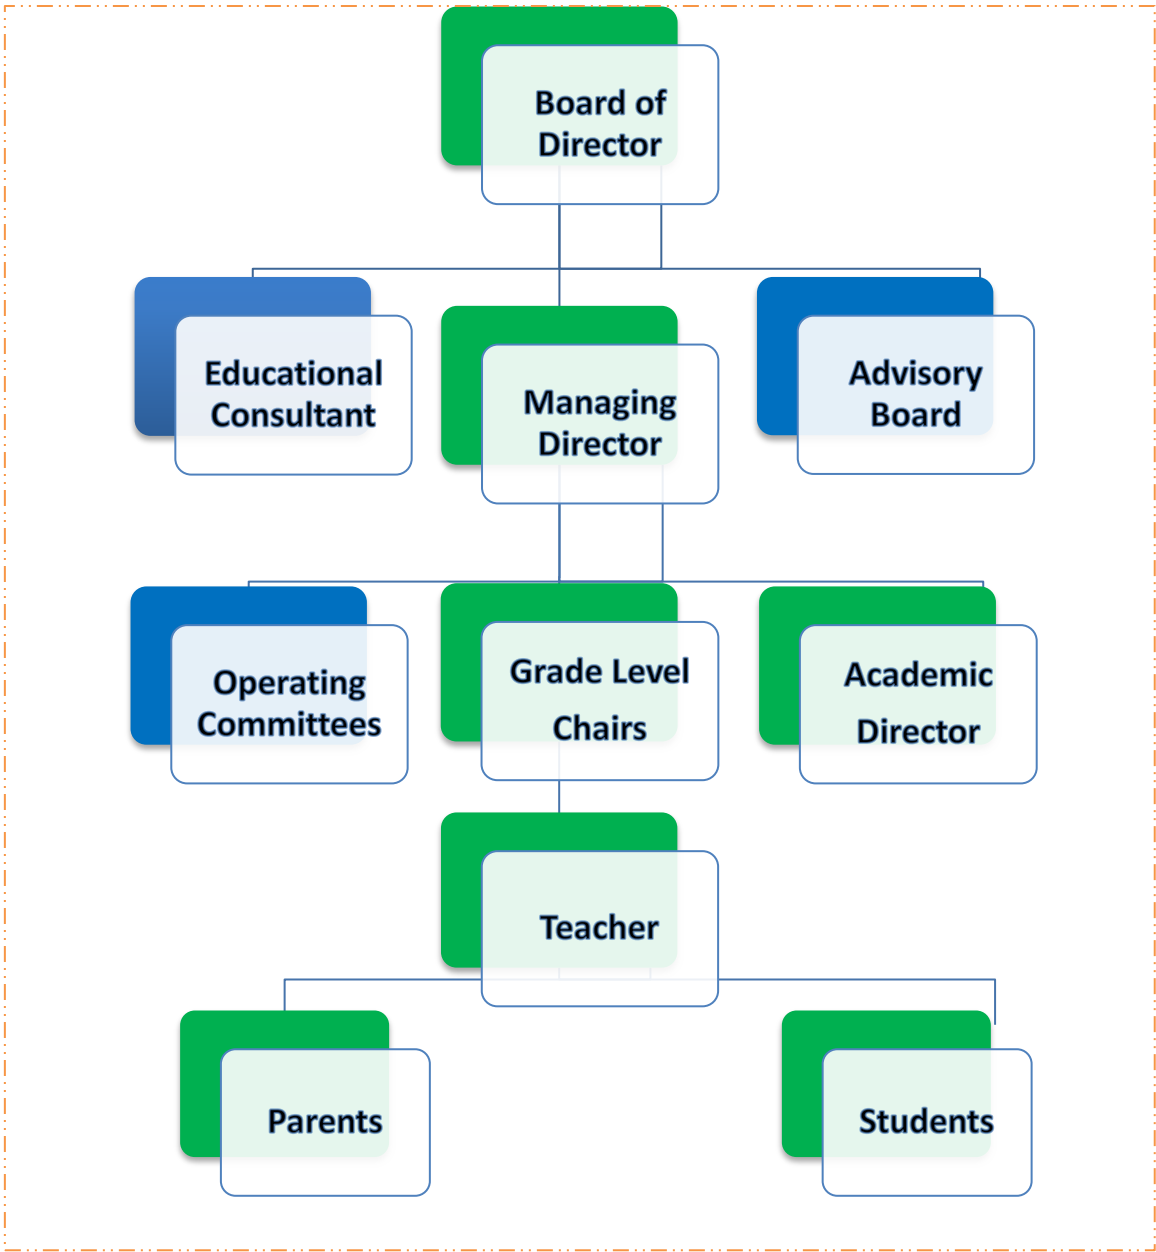 Board of
Director
Educational
Consultant
Managing
Director
Advisory
Board
Operating
Committees
Grade Level
Chairs
Academic
Director
Teacher
Parents
Students